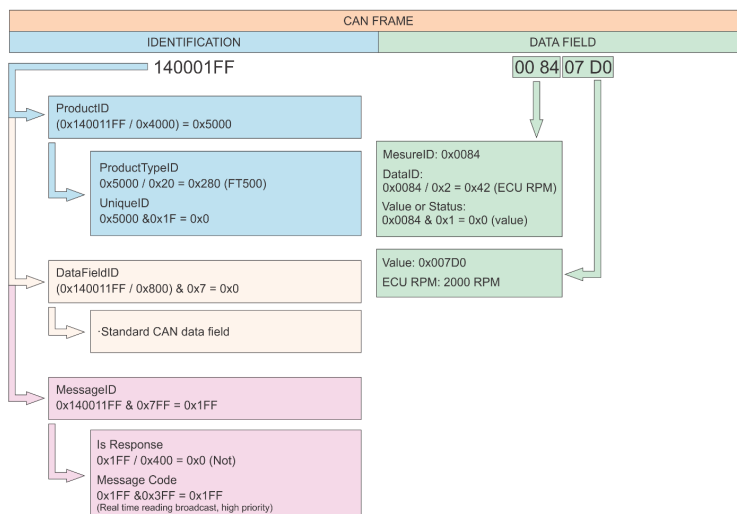 CAN FRAME
IDENTIFICATION
DATA FIELD
140001FF
00 84 07 D0
ProductID
(0x140011FF / 0x4000) = 0x5000
ProductTypeID
0x5000 / 0x20 = 0x280 (FT500)
UniqueID
0x5000 &0x1F = 0x0
DataFieldID
(0x140011FF / 0x800) & 0x7 = 0x0
·Standard CAN data field
MessageID
0x140011FF & 0x7FF = 0x1FF
Is Response
0x1FF / 0x400 = 0x0 (Not)
Message Code
0x1FF &0x3FF = 0x1FF
(Real time reading broadcast, high priority)
MesureID: 0x0084
DataID:
0x0084 / 0x2 = 0x42 (ECU RPM)
Value or Status:
0x0084 & 0x1 = 0x0 (value)
Value: 0x007D0
ECU RPM: 2000 RPM